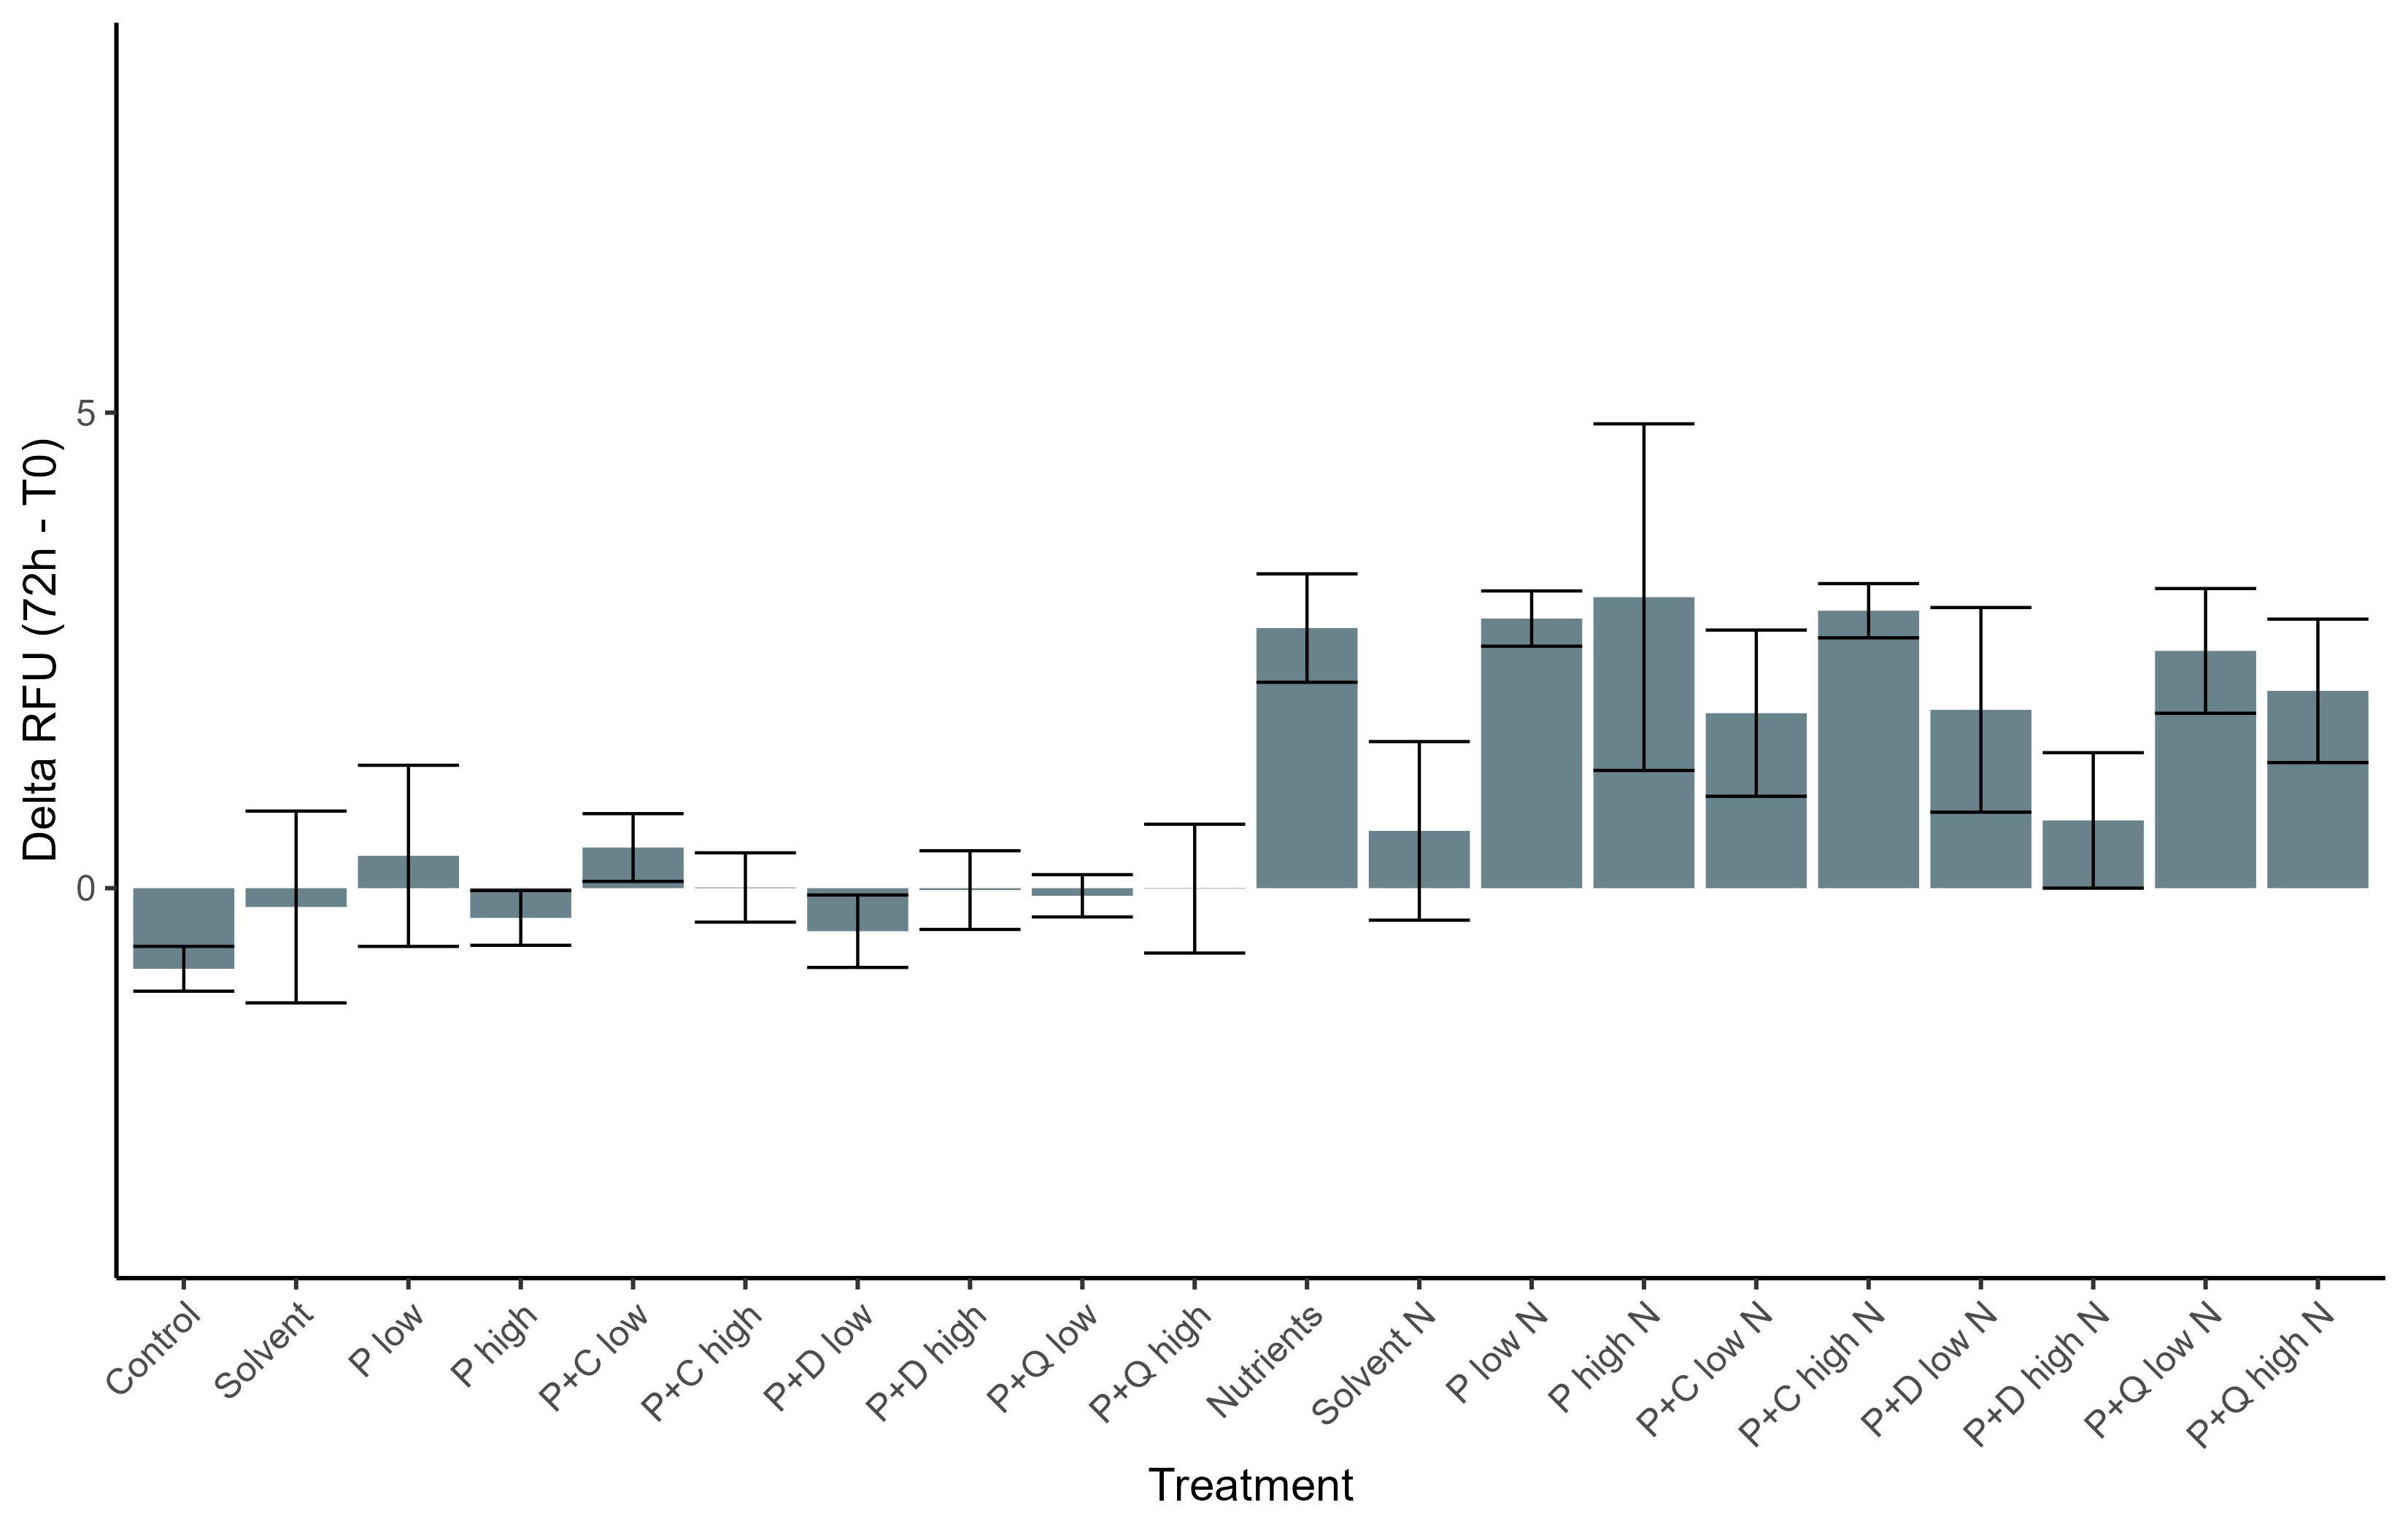 Delta RFU (72h - T0)
5
0
Control
Solvent
P low
P high
P+C low
P+C high
P+D low
P+D high
P+Q low
P+Q high
Nutrients
Solvent N
P low N
P high N
P+C low N
P+C high N
P+D low N
P+D high N
P+Q low N
P+Q high N
Treatment